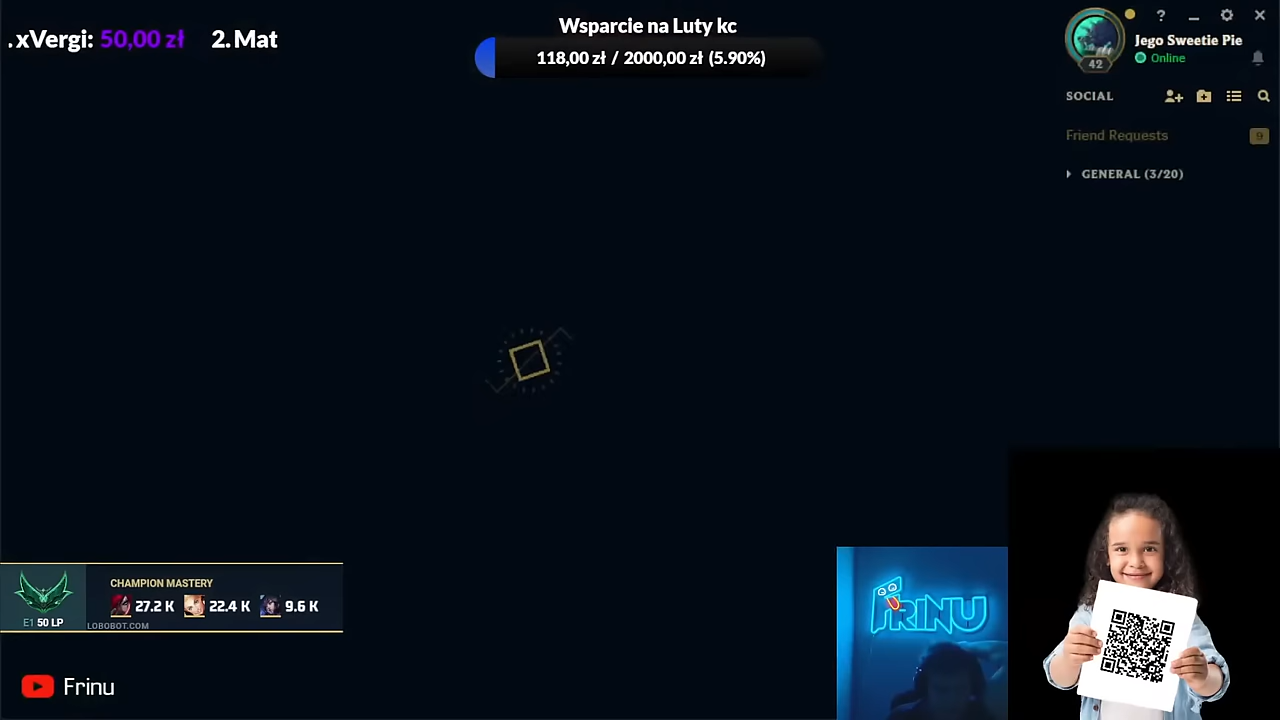 .xVergi: 50,00 zł 2.Mat
Wsparcie na Luty kc
118,00 zł / 2000,00 zł (5.90%)
?
Jego Sweetie Pie
42
Online
SOCIAL
Friend Requests
9
GENERAL (3/20)
CHAMPION MASTERY
27.2 K 22.4 K 9.6 K
E1 50 LP
LOBOBOT.COM
FRINU
Frinu